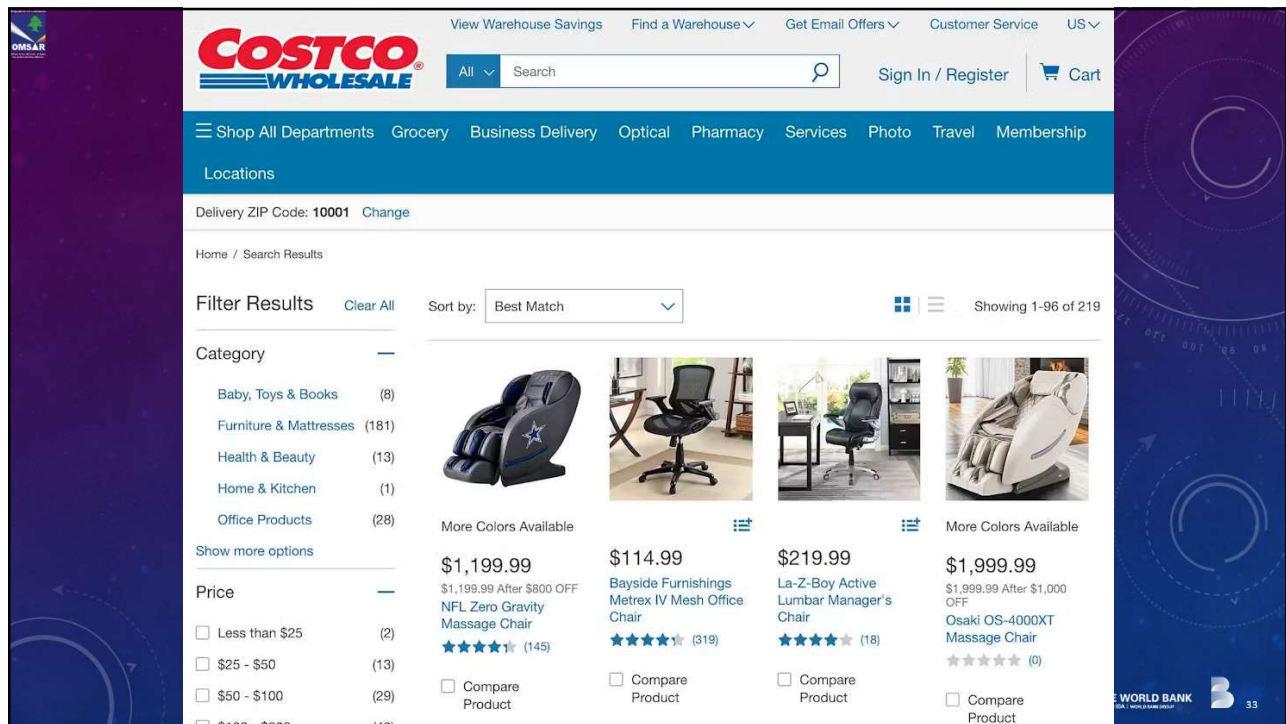 OMSAR
View Warehouse Savings Find a Warehouse Get Email Offers Customer Service US
COSTCO
WHOLESALE
All Search
Sign In / Register Cart
Shop All Departments Grocery Business Delivery Optical Pharmacy Services Photo Travel Membership
Locations
Delivery ZIP Code: 10001 Change
Home / Search Results
Filter Results Clear All
Sort by: Best Match
Showing 1-96 of 219
Category
Baby, Toys & Books (8)
Furniture & Mattresses (181)
Health & Beauty (13)
Home & Kitchen (1)
Office Products (28)
Show more options
Price
Less than $25 (2)
$25 - $50 (13)
$50 - $100 (29)
More Colors Available
$1,199.99
$1,199.99 After $800 OFF
NFL Zero Gravity
Massage Chair
(145)
Compare
Product
$114.99
Bayside Furnishings
Metrex IV Mesh Office
Chair
(319)
Compare
Product
$219.99
La-Z-Boy Active
Lumbar Manager's
Chair
(18)
Compare
Product
More Colors Available
$1,999.99
$1,999.99 After $1,000
OFF
Osaki OS-4000XT
Massage Chair
(0)
Compare
Product
WORLD BANK
33